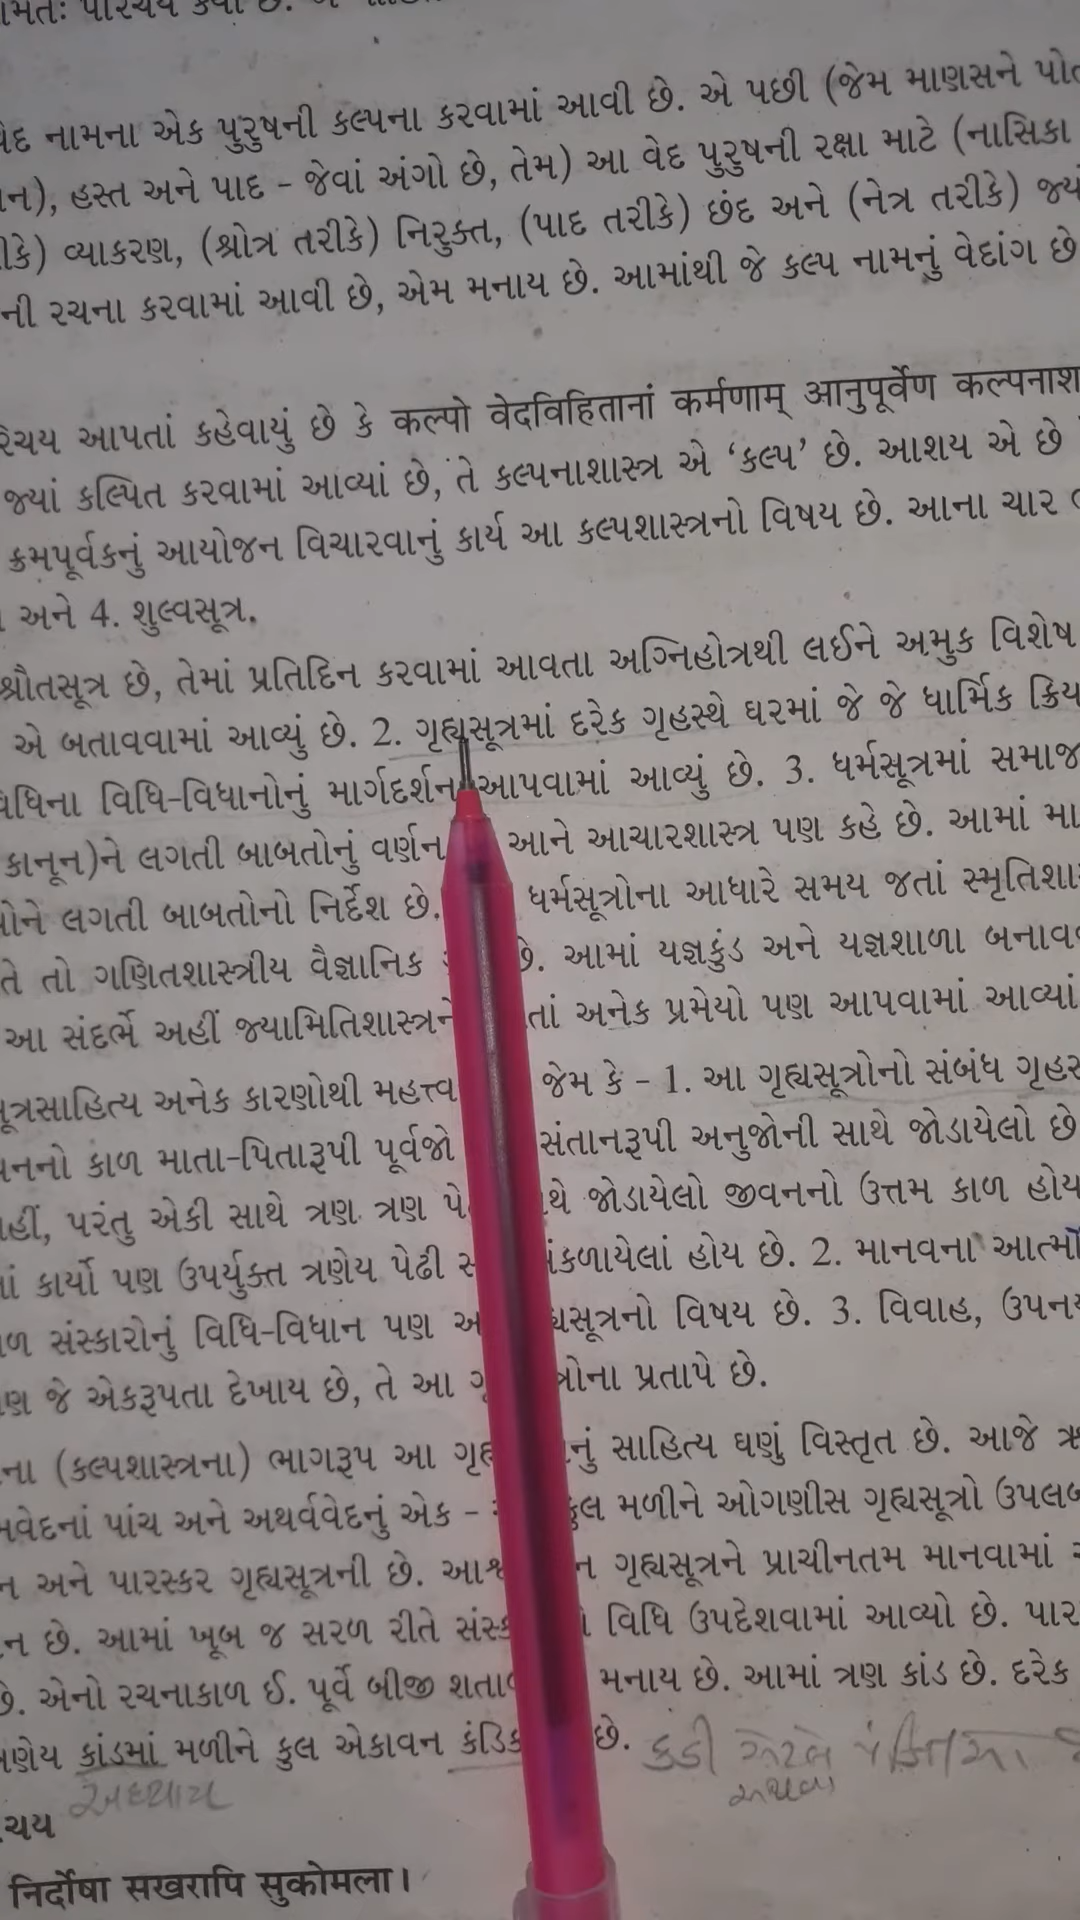 નામના એક પુરુષની કલ્પના કરવામાં આવી છે. એ પછી (જેમ માણસને
હસ્ત અને પાદ - જેવાં અંગો છે, તેમ) આ વેદ પુરુષની રક્ષા માટે (નાસિકા
વ્યાકરણ, (શ્રોત્ર તરીકે) નિરુક્ત, (પાદ તરીકે) છંદ અને (નેત્ર તરીકે)
ની રચના કરવામાં આવી છે, એમ મનાય છે. આમાંથી જે કલ્પ નામનું વેદાંગ છે
આપતાં કહેવાયું છે કે कल्पो वेदविहितानां कर्मणाम् आनुपूर्वेण कल्पनाश
જ્યાં કલ્પિત કરવામાં આવ્યાં છે, તે કલ્પનાશાસ્ત્ર એ ‘કલ્પ’ છે. આશય એ છે
ક્રમપૂર્વકનું આયોજન વિચારવાનું કાર્ય આ કલ્પશાસ્ત્રનો વિષય છે. આના ચાર
અને 4. શુલ્વસૂત્ર.
શ્રૌતસૂત્ર છે, તેમાં પ્રતિદિન કરવામાં આવતા અગ્નિહોત્રથી લઈને અમુક વિશેષ
એ બતાવવામાં આવ્યું છે. 2. ગૃહ્યસૂત્રમાં દરેક ગૃહસ્થે ઘરમાં જે જે ધાર્મિક ક્રિય
વિધિ-વિધાનોનું માર્ગદર્શન આપવામાં આવ્યું છે. 3. ધર્મસૂત્રમાં સમાજ
કાનૂન)ને લગતી બાબતોનું વર્ણન આને આચારશાસ્ત્ર પણ કહે છે. આમાં મા
ોને લગતી બાબતોનો નિર્દેશ છે. ધર્મસૂત્રોના આધારે સમય જતાં સ્મૃતિશા
તે તો ગણિતશાસ્ત્રીય વૈજ્ઞાનિક છે. આમાં યજ્ઞકુંડ અને યજ્ઞશાળા બનાવ
આ સંદર્ભે અહીં જ્યામિતિશાસ્ત્રને તાં અનેક પ્રમેયો પણ આપવામાં આવ્યાં
ત્રસાહિત્ય અનેક કારણોથી મહત્ત્વ જેમ કે - 1. આ ગૃહ્યસૂત્રોનો સંબંધ ગૃહસ
નનો કાળ માતા-પિતારૂપી પૂર્વજો સંતાનરૂપી અનુજોની સાથે જોડાયેલો છે
પરંતુ એકી સાથે ત્રણ ત્રણ પે થે જોડાયેલો જીવનનો ઉત્તમ કાળ હોય
કાર્યો પણ ઉપર્યુક્ત ત્રણેય પેઢી સ ંકળાયેલાં હોય છે. 2. માનવના આત્મ
સંસ્કારોનું વિધિ-વિધાન પણ અ હ્યસૂત્રનો વિષય છે. 3. વિવાહ, ઉપનય
જે એકરૂપતા દેખાય છે, તે આ ગૃ ત્રોના પ્રતાપે છે.
ના (કલ્પશાસ્ત્રના) ભાગરૂપ આ ગૃહ્ય નું સાહિત્ય ઘણું વિસ્તૃત છે. આજે
વેદનાં પાંચ અને અથર્વવેદનું એક - કુલ મળીને ઓગણીસ ગૃહ્યસૂત્રો ઉપલબ
ન અને પારસ્કર ગૃહ્યસૂત્રની છે. આશ્વ ન ગૃહ્યસૂત્રને પ્રાચીનતમ માનવામાં
ન છે. આમાં ખૂબ જ સરળ રીતે સંસ્ક વિધિ ઉપદેશવામાં આવ્યો છે. પાર
છે. એનો રચનાકાળ ઈ. પૂર્વે બીજી શતા મનાય છે. આમાં ત્રણ કાંડ છે. દરેક
કાંડમાં મળીને કુલ એકાવન કંડિક છે. કડી એટલે
અધ્યાય અથવા
ચય
निर्दोषा सखरापि सुकोमला।